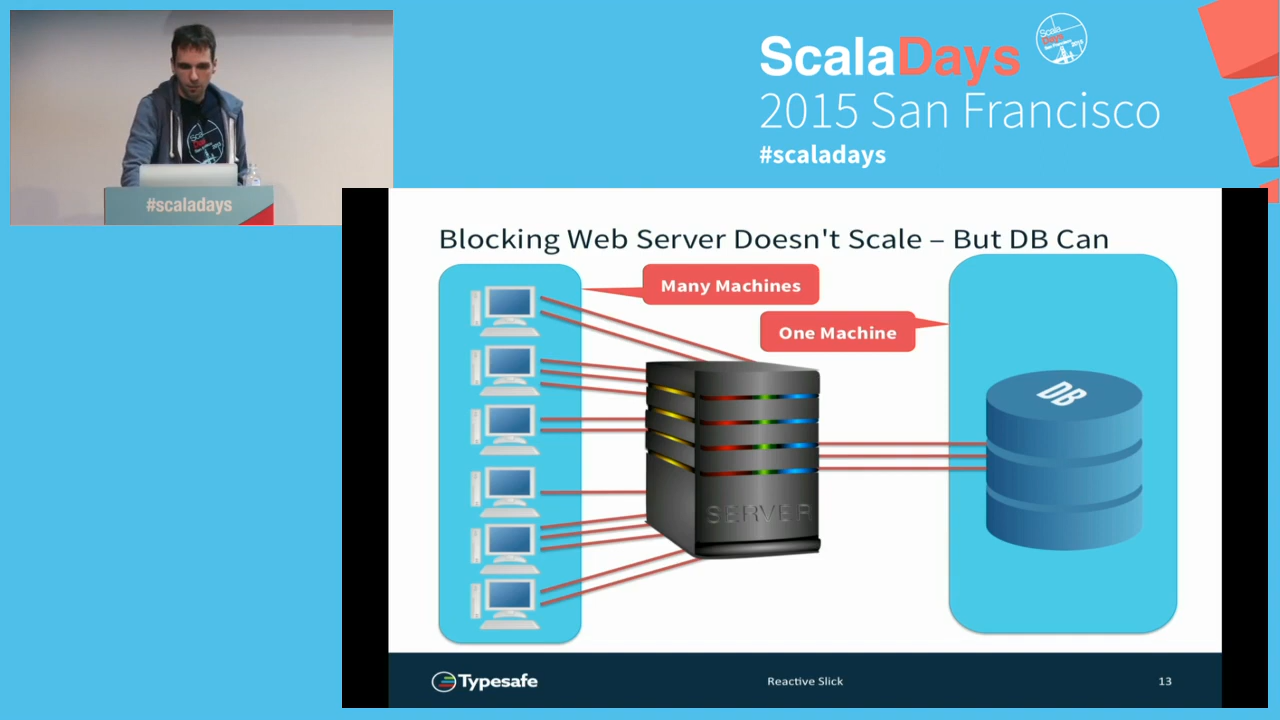 ScalaDays
2015 San Francisco
#scaladays
#scaladays
Blocking Web Server Doesn't Scale – But DB Can
Many Machines
One Machine
DB
SERVER
Typesafe
Reactive Slick
13